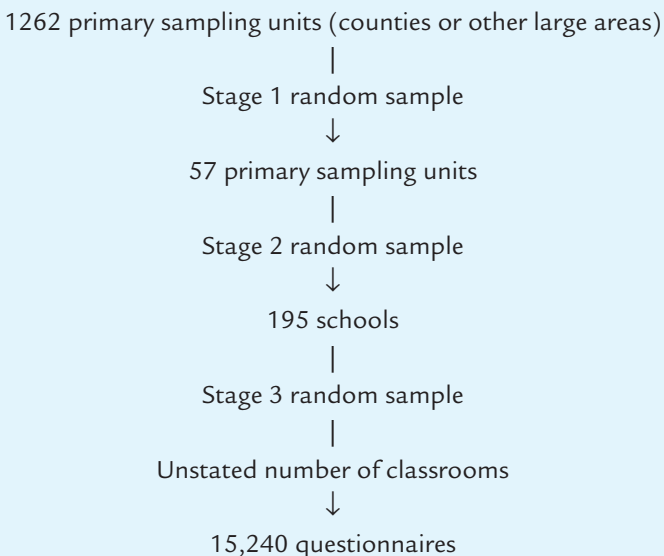 1262 primary sampling units (counties or other large areas)
|
Stage 1 random sample
↓
57 primary sampling units
|
Stage 2 random sample
↓
195 schools
|
Stage 3 random sample
|
Unstated number of classrooms
↓
15,240 questionnaires